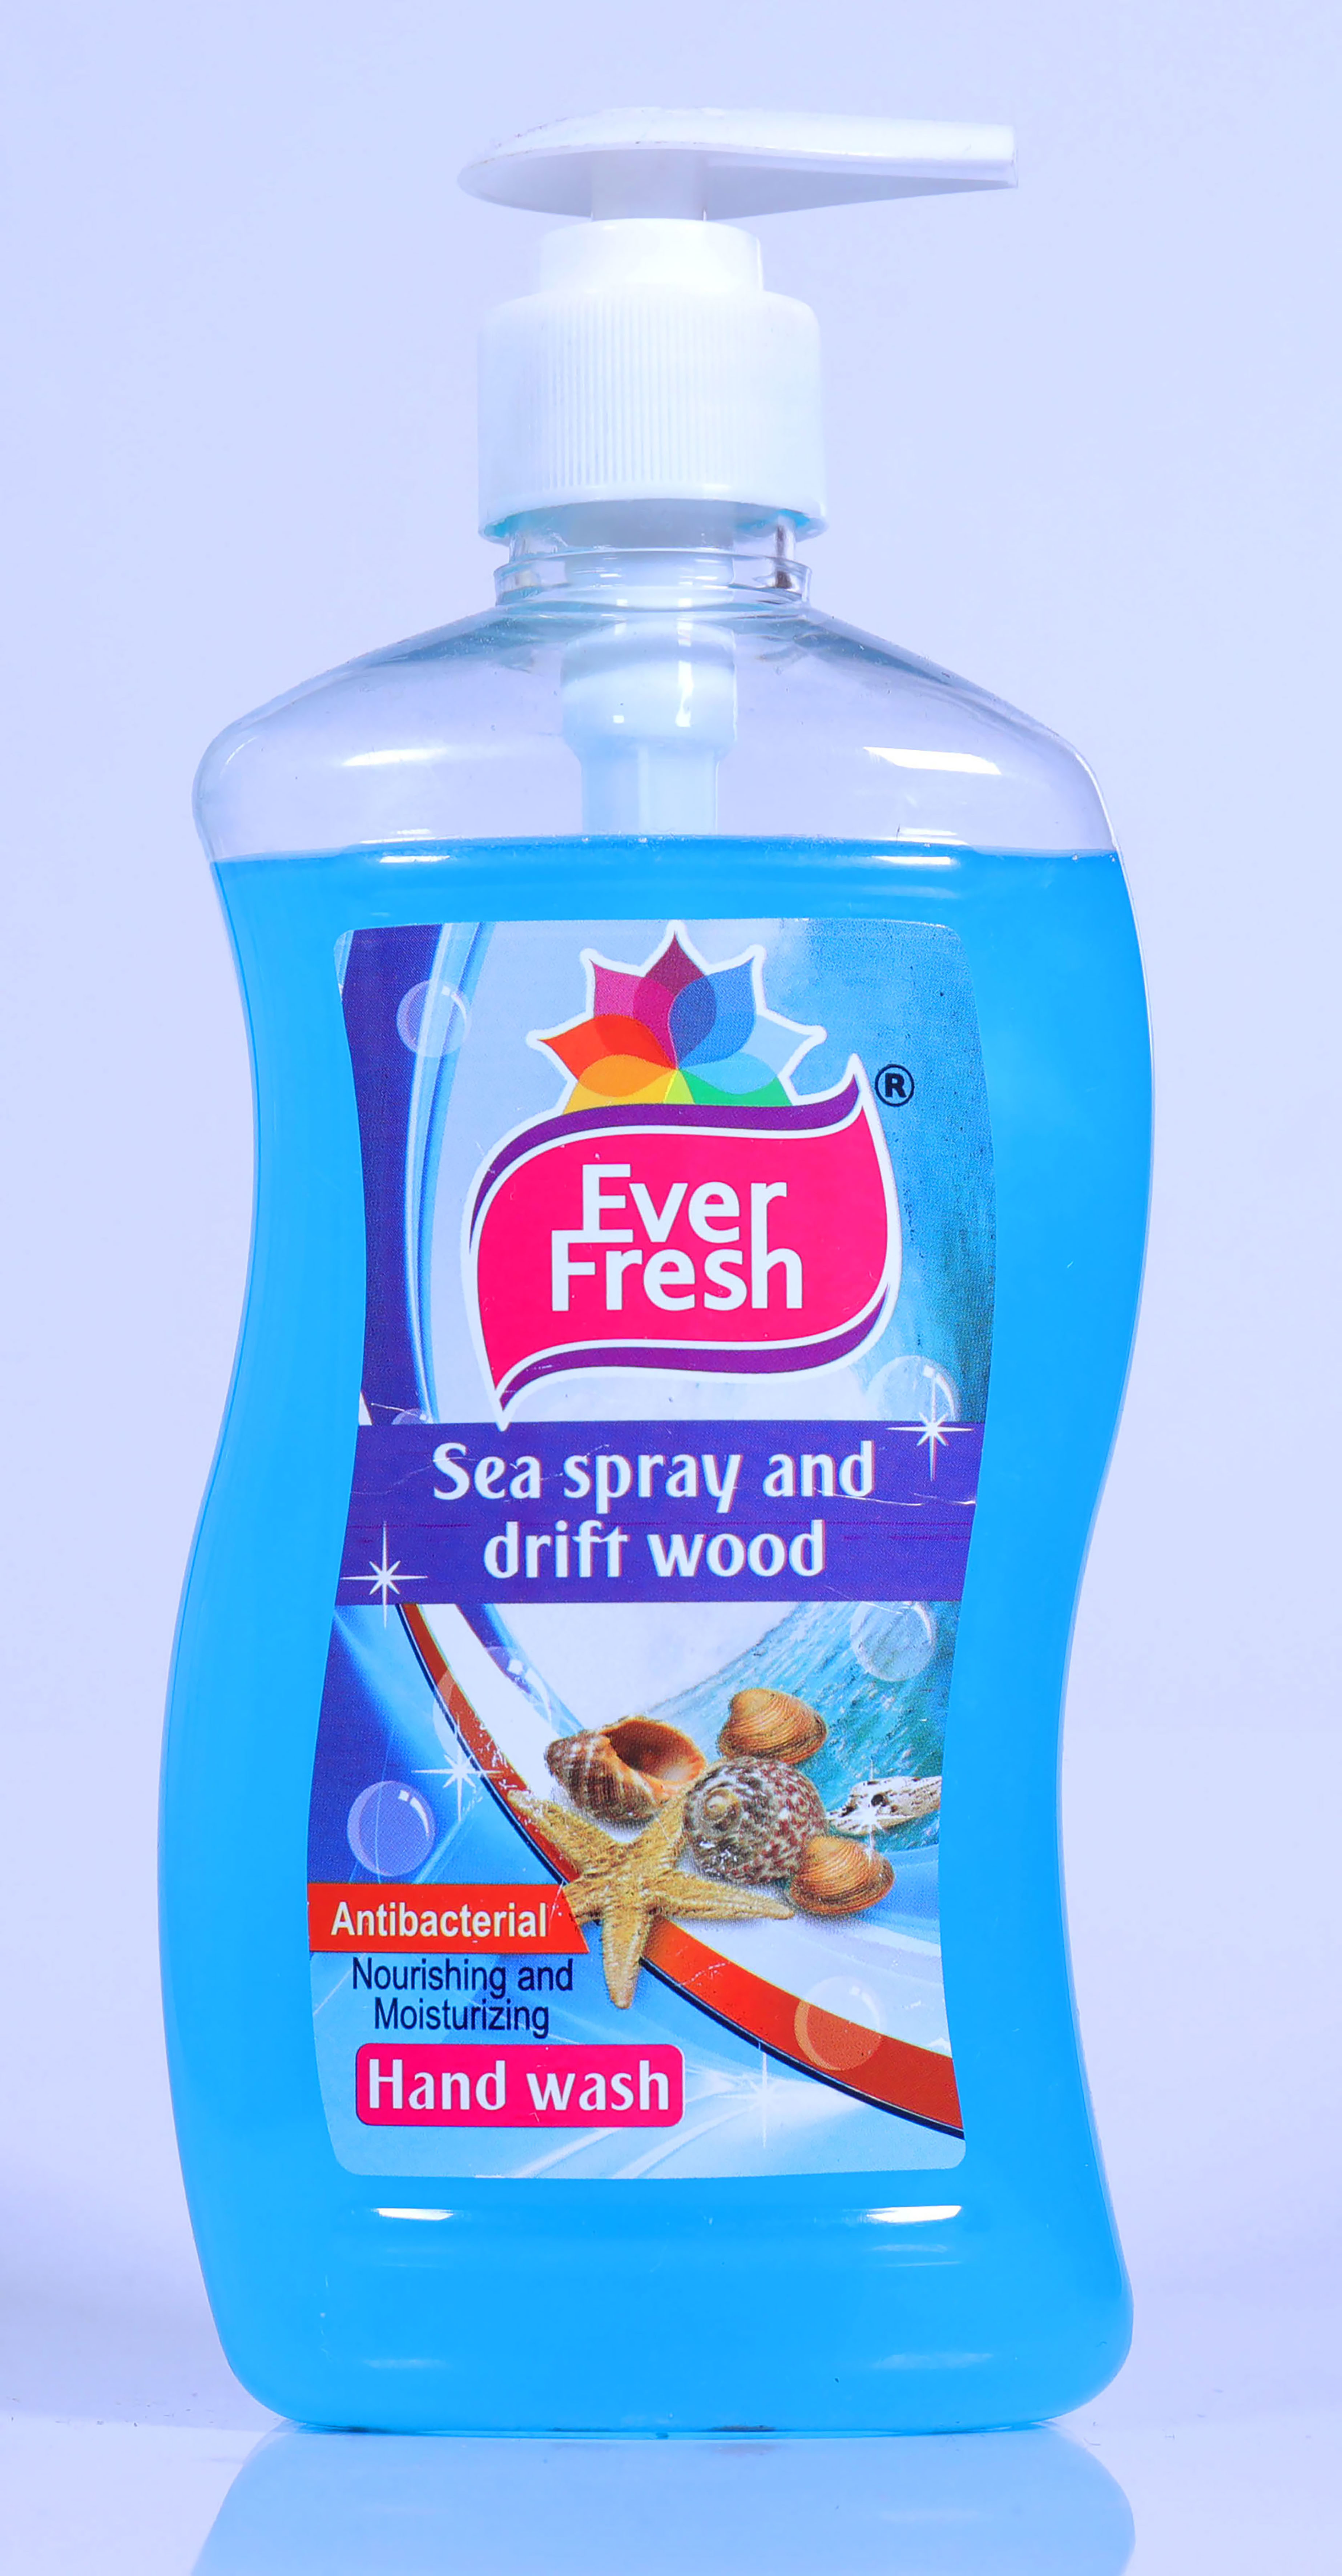 ®
Ever
Fresh
Sea spray and
drift wood
Antibacterial
Nourishing and
Moisturizing
Hand wash